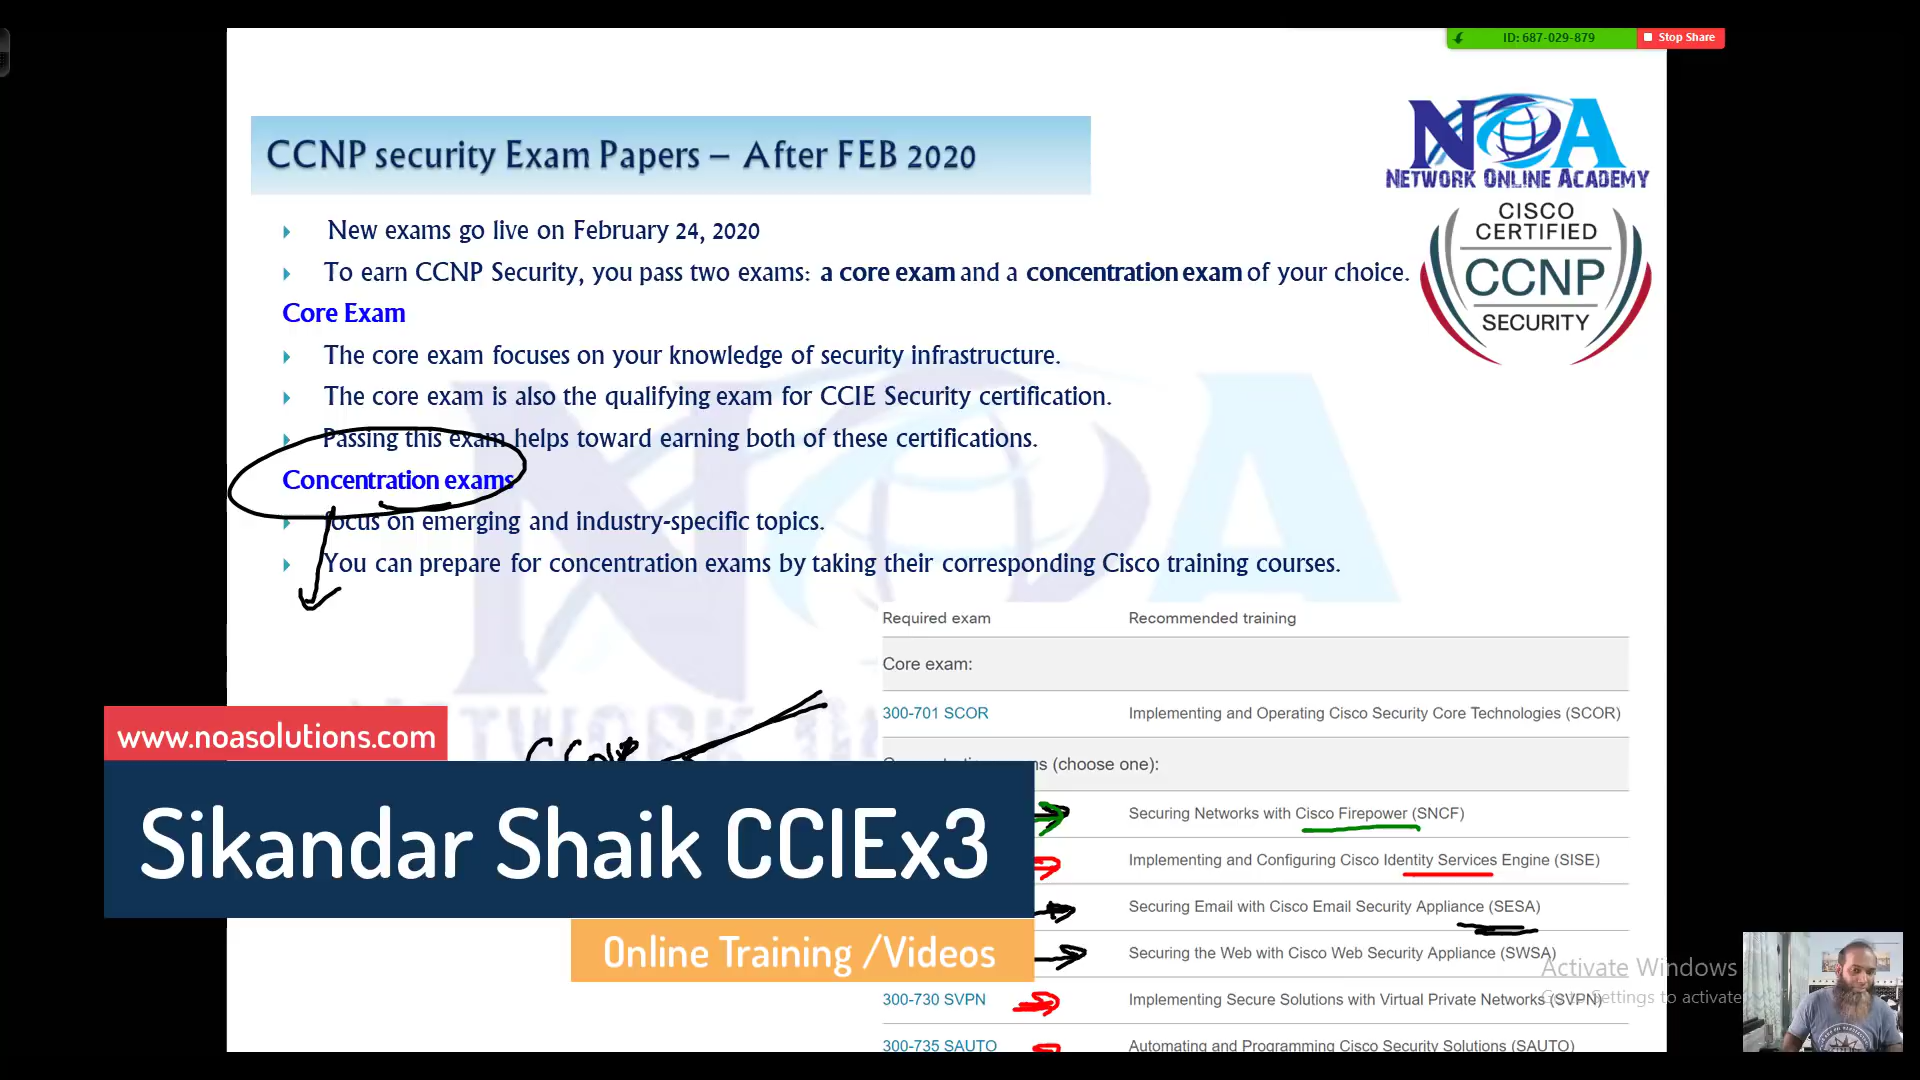 ID: 687-029-879
Stop Share
NOA
NETWORK ONLINE ACADEMY
CCNP security Exam Papers – After FEB 2020
CISCO
CERTIFIED
CCNP
SECURITY
New exams go live on February 24, 2020
To earn CCNP Security, you pass two exams: a core exam and a concentration exam of your choice.
Core Exam
The core exam focuses on your knowledge of security infrastructure.
The core exam is also the qualifying exam for CCIE Security certification.
Passing this exam helps toward earning both of these certifications.
Concentration exams
focus on emerging and industry-specific topics.
You can prepare for concentration exams by taking their corresponding Cisco training courses.
Required exam Recommended training
Core exam:
300-701 SCOR Implementing and Operating Cisco Security Core Technologies (SCOR)
(choose one):
Securing Networks with Cisco Firepower (SNCF)
Implementing and Configuring Cisco Identity Services Engine (SISE)
Securing Email with Cisco Email Security Appliance (SESA)
Securing the Web with Cisco Web Security Appliance (SWSA)
300-730 SVPN Implementing Secure Solutions with Virtual Private Networks (SVPN)
300-735 SAUTO Automating and Programming Cisco Security Solutions (SAUTO)
www.noasolutions.com
Sikandar Shaik CCIEx3
Online Training /Videos
Activate Windows
Go to Settings to activate